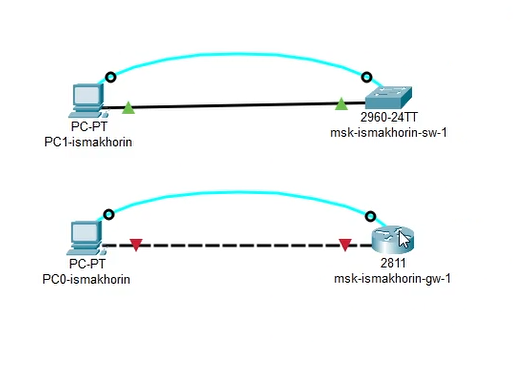 PC-PT
PC1-ismakhorin
2960-24TT
msk-ismakhorin-sw-1
PC-PT
PC0-ismakhorin
2811
msk-ismakhorin-gw-1